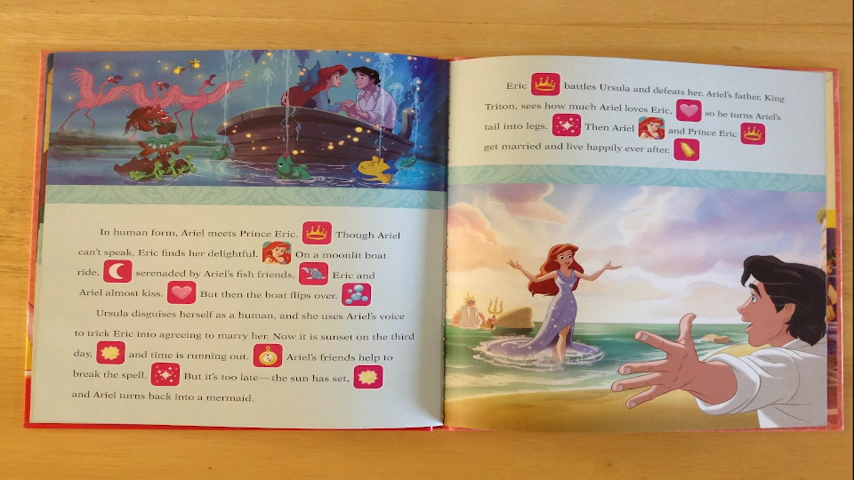 In human form, Ariel meets Prince Eric. Though Ariel
can't speak, Eric finds her delightful. On a moonlit boat
ride, serenaded by Ariel's fish friends, Eric and
Ariel almost kiss. But then the boat flips over.
Ursula disguises herself as a human, and she uses Ariel's voice
to trick Eric into agreeing to marry her. Now it is sunset on the third
day, and time is running out. Ariel's friends help to
break the spell. But it's too late—the sun has set,
and Ariel turns back into a mermaid.
Eric battles Ursula and defeats her. Ariel's father, King
Triton, sees how much Ariel loves Eric, so he turns Ariel's
tail into legs. Then Ariel and Prince Eric
get married and live happily ever after.